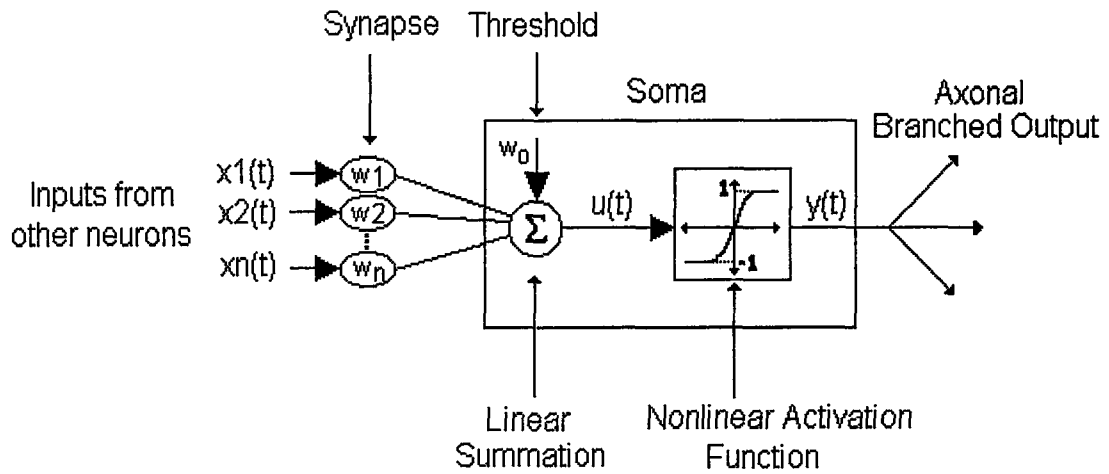 Synapse
Threshold
Soma
Axonal
Branched Output
Inputs from
other neurons
x1(t)
x2(t)
xn(t)
w1
w2
wn
w0
Σ
u(t)
1
-1
y(t)
Linear
Summation
Nonlinear Activation
Function